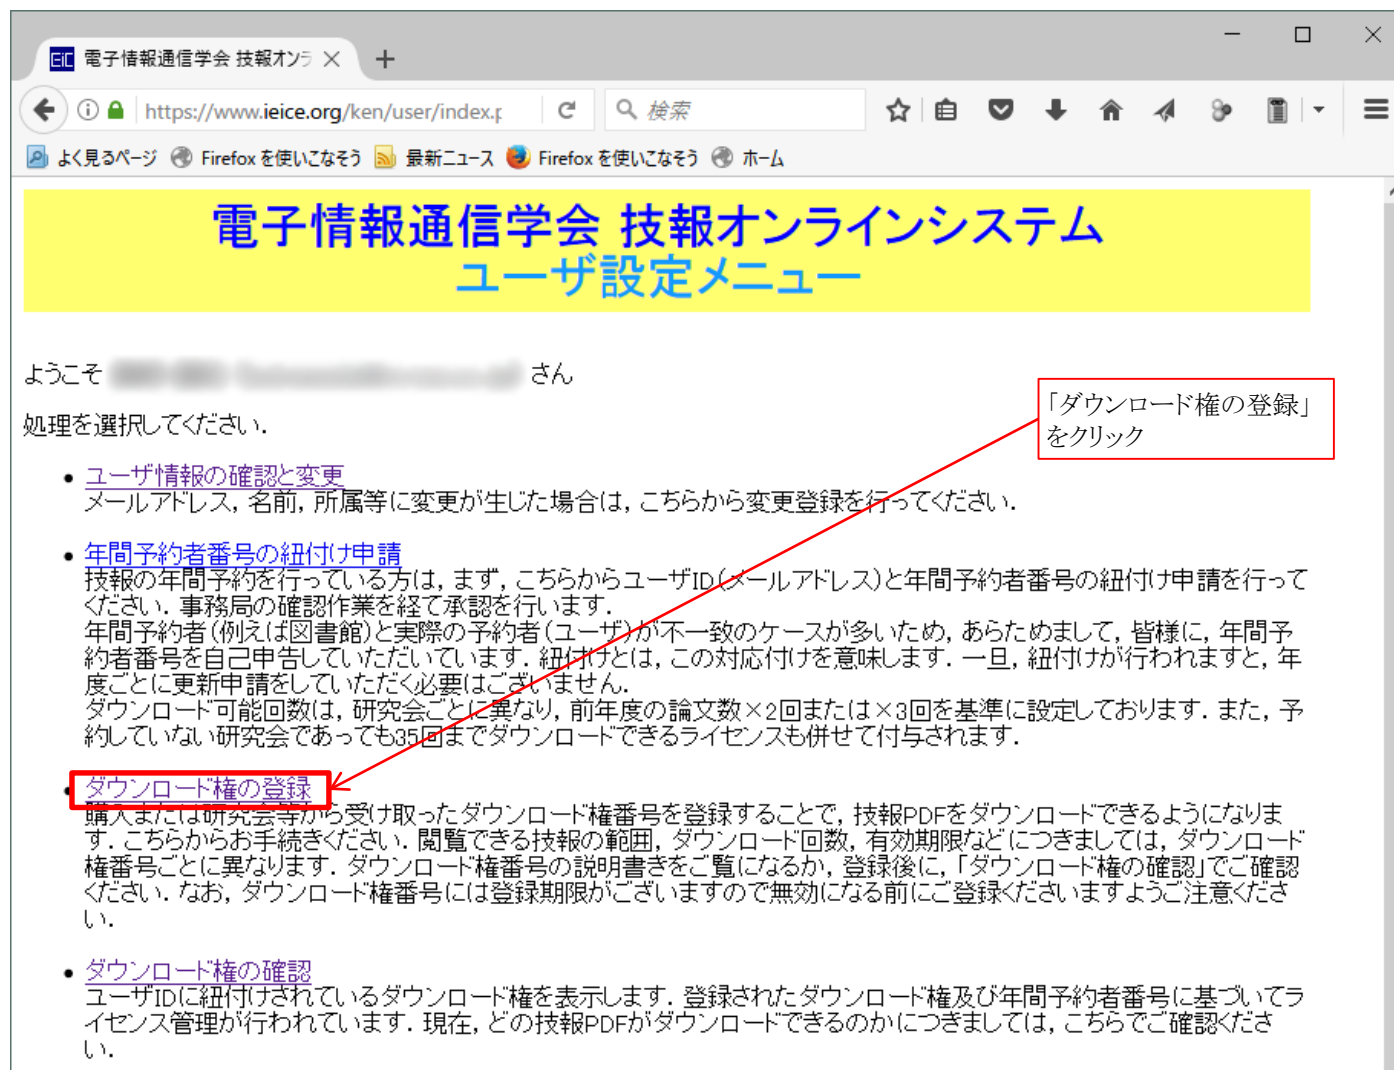 EiC 電子情報通信学会 技報オンラ
https://www.ieice.org/ken/user/index.p
検索
よく見るページ Firefox を使いこなそう 最新ニュース Firefox を使いこなそう ホーム
電子情報通信学会 技報オンラインシステム
ユーザ設定メニュー
ようこそ さん
処理を選択してください．
「ダウンロード権の登録」
をクリック
• ユーザ情報の確認と変更
メールアドレス，名前，所属等に変更が生じた場合は，こちらから変更登録を行ってください．
• 年間予約者番号の紐付け申請
技報の年間予約を行っている方は，まず，こちらからユーザID（メールアドレス）と年間予約者番号の紐付け申請を行って
ください．事務局の確認作業を経て承認を行います．
年間予約者（例えば図書館）と実際の予約者（ユーザ）が不一致のケースが多いため，あらためまして，皆様に，年間予
約者番号を自己申告していただいています．紐付けとは，この対応付けを意味します．一旦，紐付けが行われますと，年
度ごとに更新申請をしていただく必要はございません．
ダウンロード可能回数は，研究会ごとに異なり，前年度の論文数×2回または×3回を基準に設定しております．また，予
約していない研究会であっても35回までダウンロードできるライセンスも併せて付与されます．
• ダウンロード権の登録
購入または研究会等から受け取ったダウンロード権番号を登録することで，技報PDFをダウンロードできるようになりま
す．こちらからお手続きください．閲覧できる技報の範囲，ダウンロード回数，有効期限などにつきましては，ダウンロード
権番号ごとに異なります．ダウンロード権番号の説明書きをご覧になるか，登録後に，「ダウンロード権の確認」でご確認
ください．なお，ダウンロード権番号には登録期限がございますので無効になる前にご登録くださいますようご注意くださ
い．
• ダウンロード権の確認
ユーザIDに紐付けされているダウンロード権を表示します．登録されたダウンロード権及び年間予約者番号に基づいてラ
イセンス管理が行われています．現在，どの技報PDFがダウンロードできるのかにつきましては，こちらでご確認くださ
い．